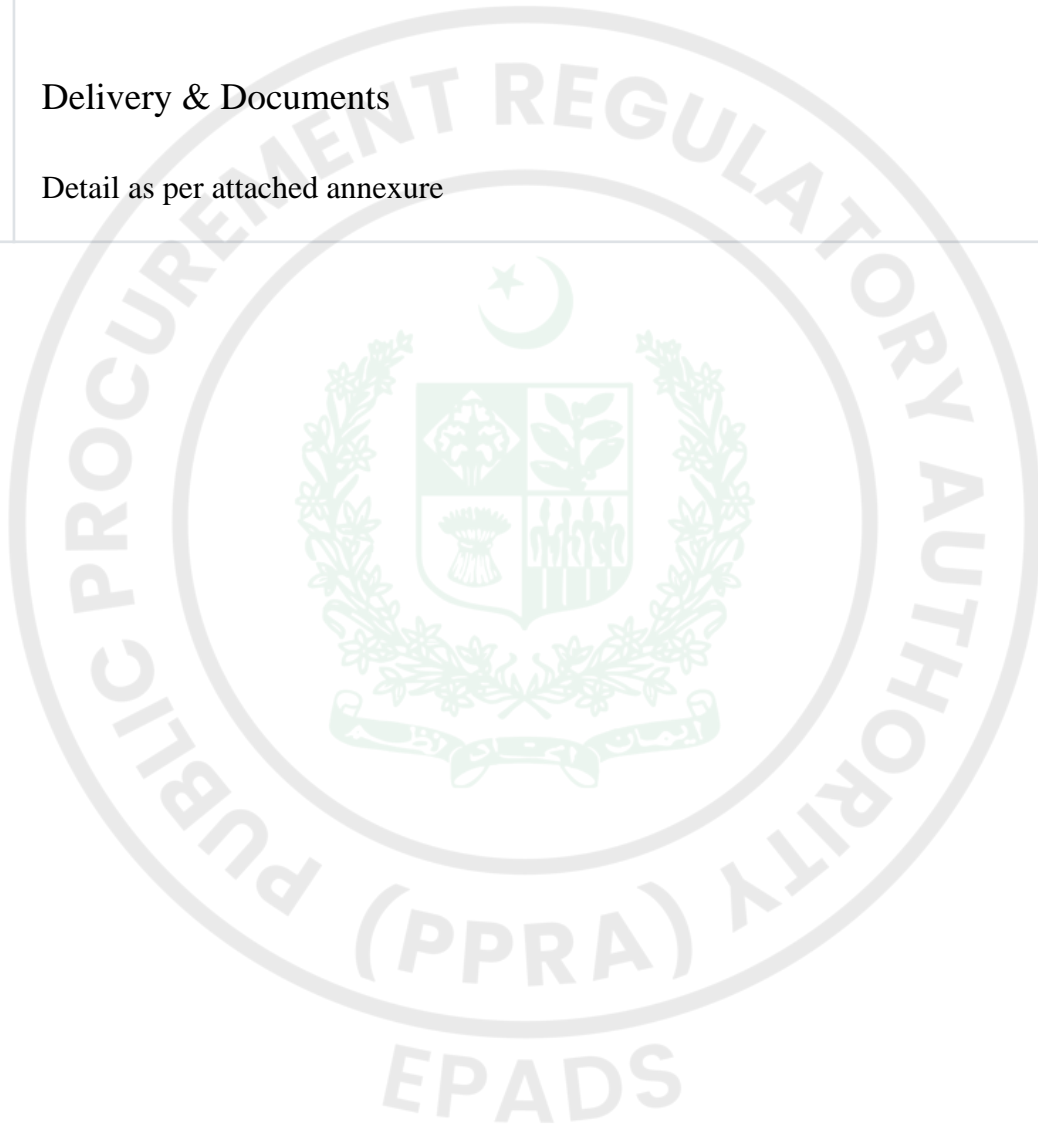 Delivery & Documents
Detail as per attached annexure
PUBLIC PROCUREMENT REGULATORY AUTHORITY
(PPRA)
EPADS